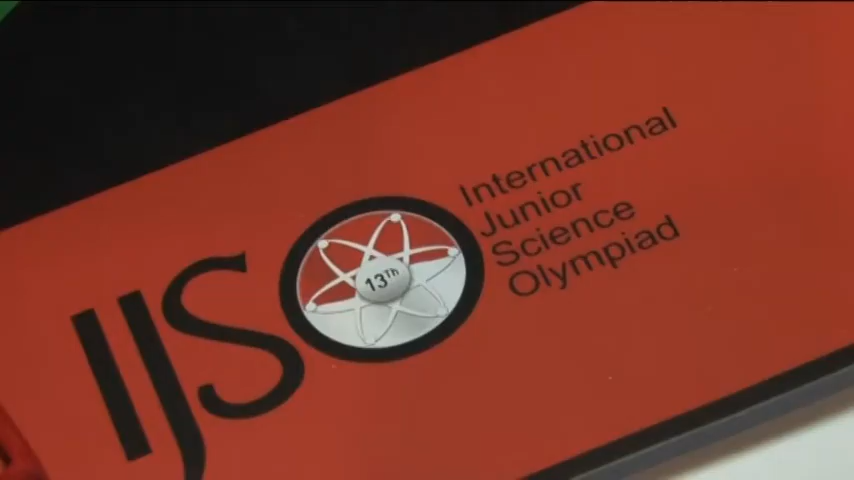 IJSO
13TH
International
Junior
Science
Olympiad